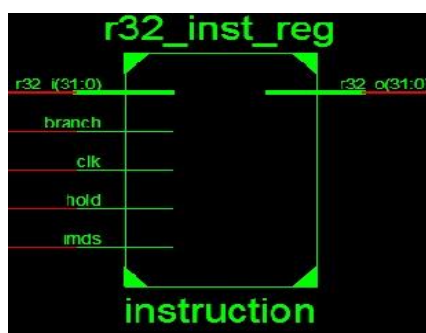 r32_inst_reg
r32_i(31:0)
r32_o(31:0)
branch
clk
hold
imds
instruction